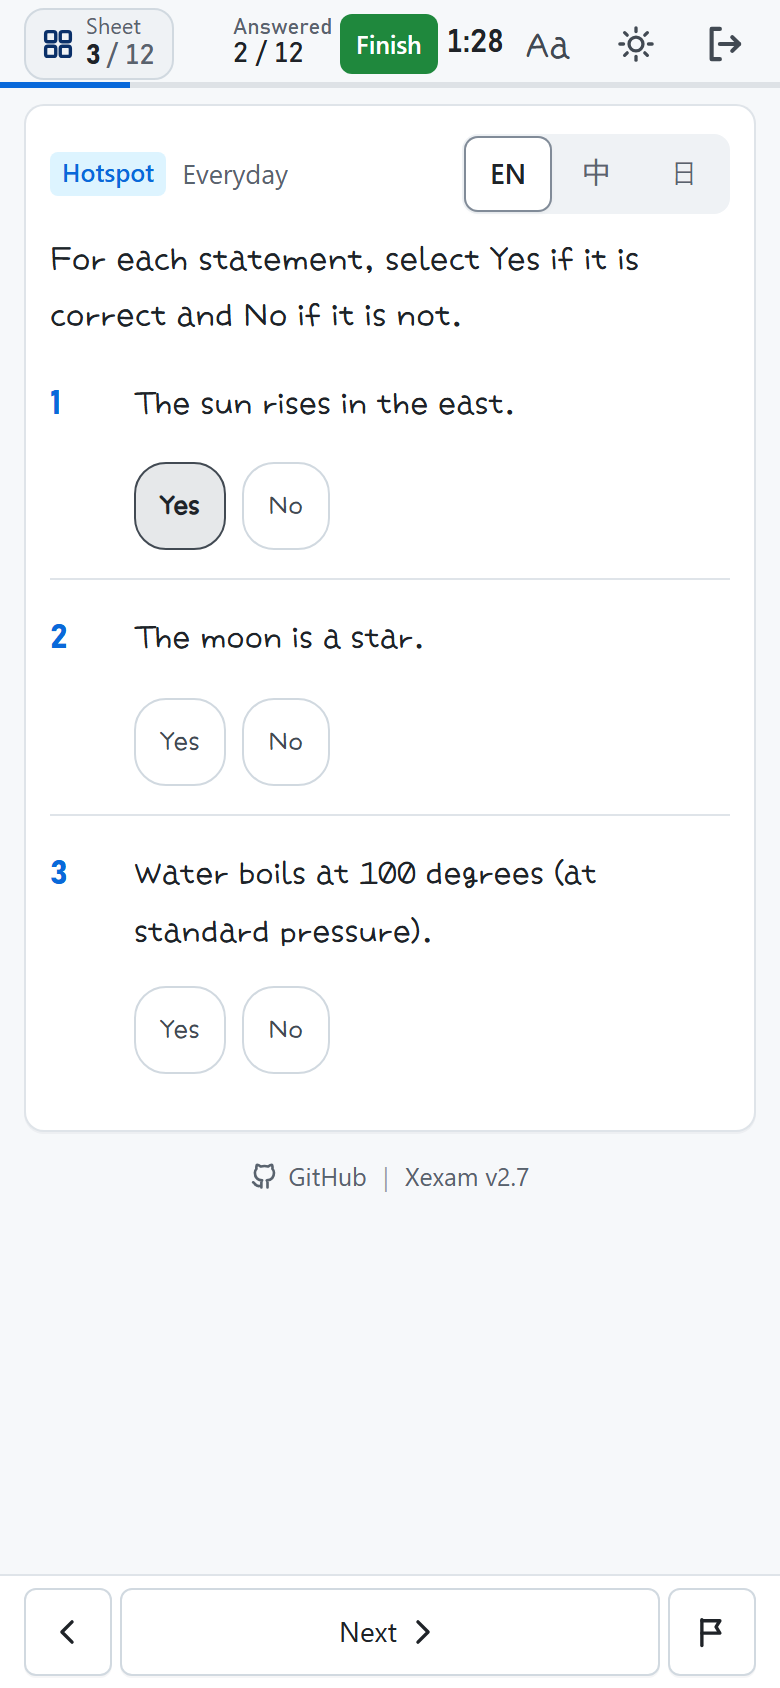 Sheet
3 / 12
Answered
2 / 12
Finish
1:28
Aa
Hotspot
Everyday
EN
中
日
For each statement, select Yes if it is
correct and No if it is not.
1
The sun rises in the east.
Yes
No
2
The moon is a star.
Yes
No
3
Water boils at 100 degrees (at
standard pressure).
Yes
No
GitHub | Xexam v2.7
Next